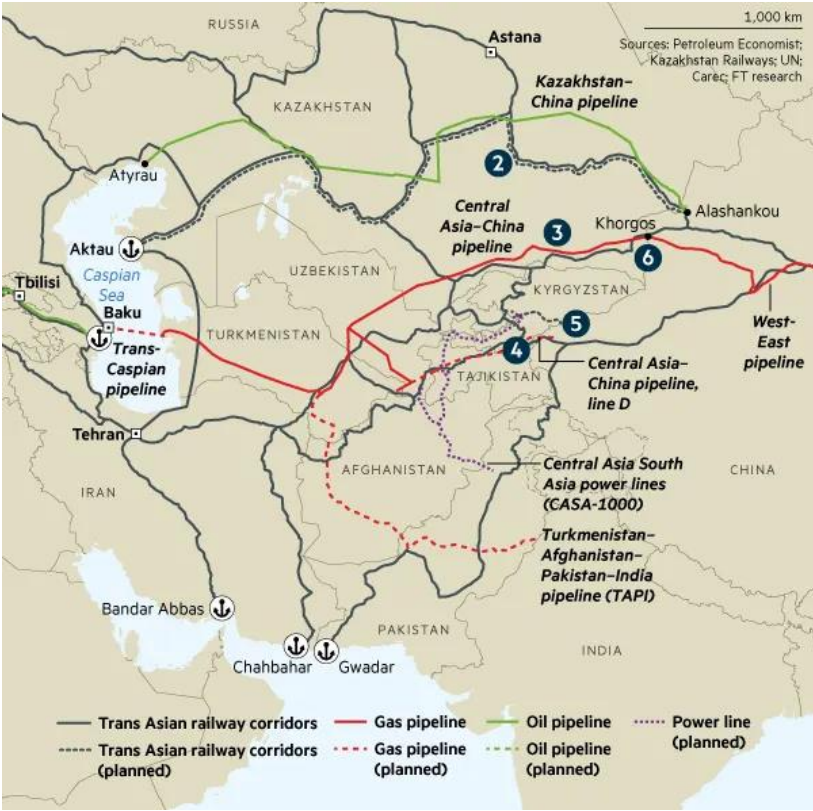 RUSSIA
1,000 km
Sources: Petroleum Economist;
Kazakhstan Railways; UN;
Carec; FT research
Astana
Kazakhstan–
China pipeline
KAZAKHSTAN
Atyrau
2
Central
Asia–China
pipeline
3
Khorgos
Alashankou
6
Aktau
Caspian
Sea
UZBEKISTAN
KYRGYZSTAN
Tbilisi
Baku
TURKMENISTAN
5
West-
East
pipeline
Trans-
Caspian
pipeline
4
TAJIKISTAN
Central Asia–
China pipeline,
line D
Tehran
AFGHANISTAN
Central Asia South
Asia power lines
(CASA-1000)
CHINA
IRAN
Turkmenistan–
Afghanistan–
Pakistan–India
pipeline (TAPI)
Bandar Abbas
PAKISTAN
INDIA
Chahbahar
Gwadar
Trans Asian railway corridors
Gas pipeline
Oil pipeline
Power line
(planned)
Trans Asian railway corridors
(planned)
Gas pipeline
(planned)
Oil pipeline
(planned)